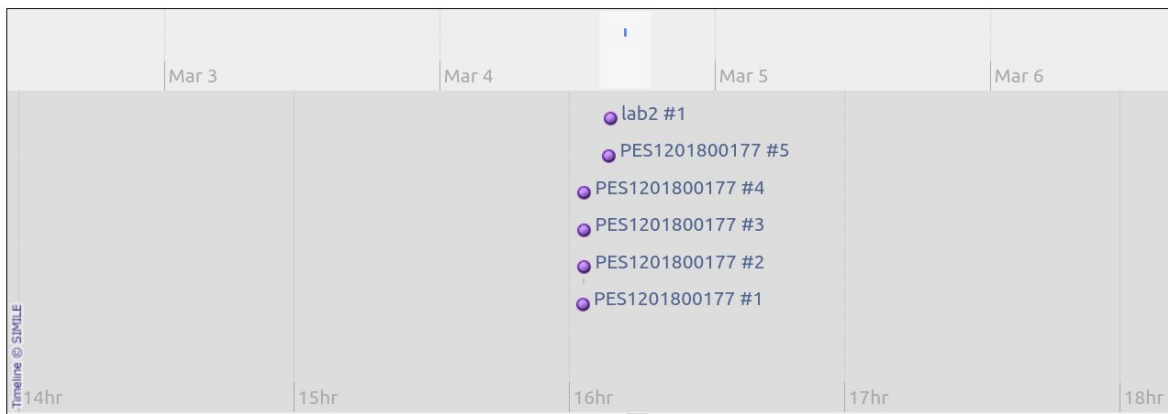 Mar 3
Mar 4
Mar 5
Mar 6
lab2 #1
PES1201800177 #5
PES1201800177 #4
PES1201800177 #3
PES1201800177 #2
PES1201800177 #1
Timeline © SIMILE
14hr
15hr
16hr
17hr
18hr